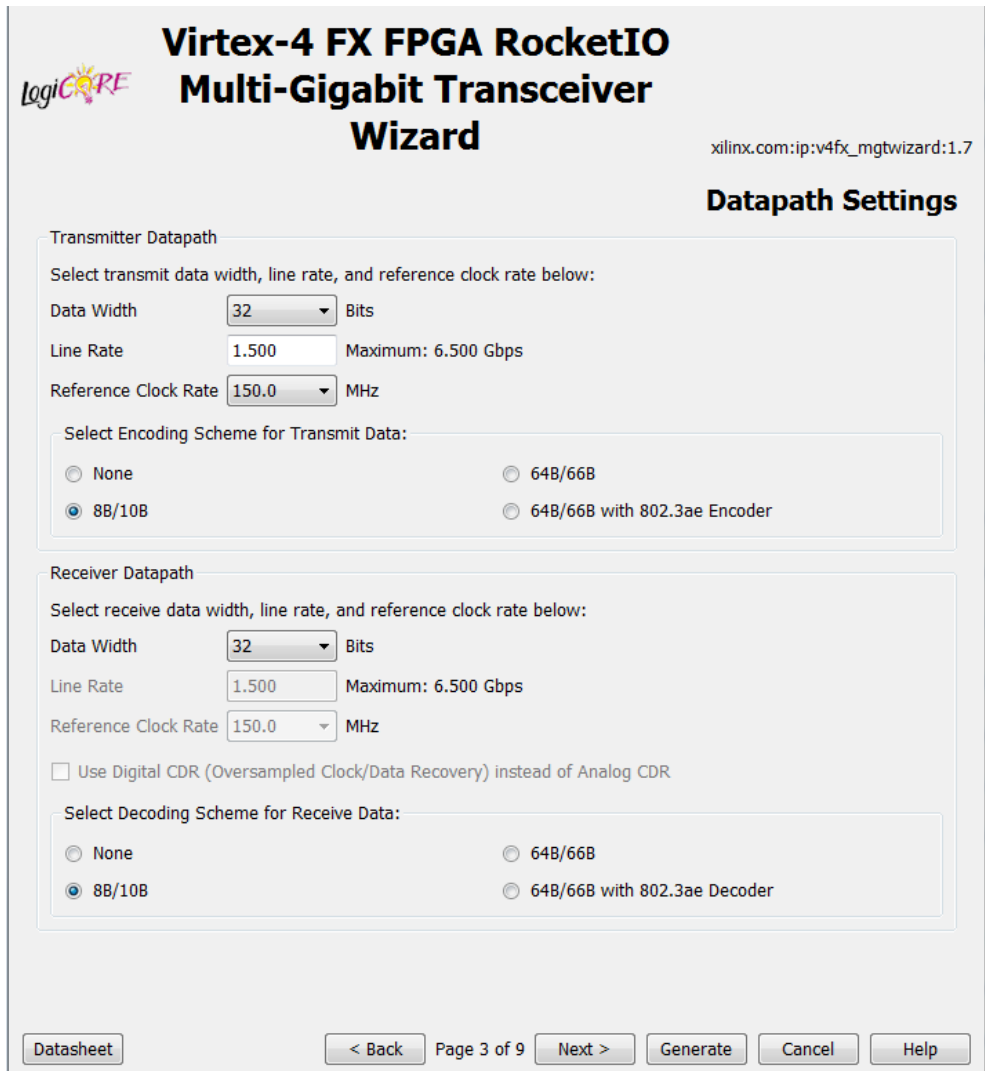 Virtex-4 FX FPGA RocketIO
LogiCORE
Multi-Gigabit Transceiver
Wizard
xilinx.com:ip:v4fx_mgtwizard:1.7
Datapath Settings
Transmitter Datapath
Select transmit data width, line rate, and reference clock rate below:
Data Width 32 Bits
Line Rate 1.500 Maximum: 6.500 Gbps
Reference Clock Rate 150.0 MHz
Select Encoding Scheme for Transmit Data:
None 64B/66B
8B/10B 64B/66B with 802.3ae Encoder
Receiver Datapath
Select receive data width, line rate, and reference clock rate below:
Data Width 32 Bits
Line Rate 1.500 Maximum: 6.500 Gbps
Reference Clock Rate 150.0 MHz
Use Digital CDR (Oversampled Clock/Data Recovery) instead of Analog CDR
Select Decoding Scheme for Receive Data:
None 64B/66B
8B/10B 64B/66B with 802.3ae Decoder
Datasheet < Back Page 3 of 9 Next > Generate Cancel Help